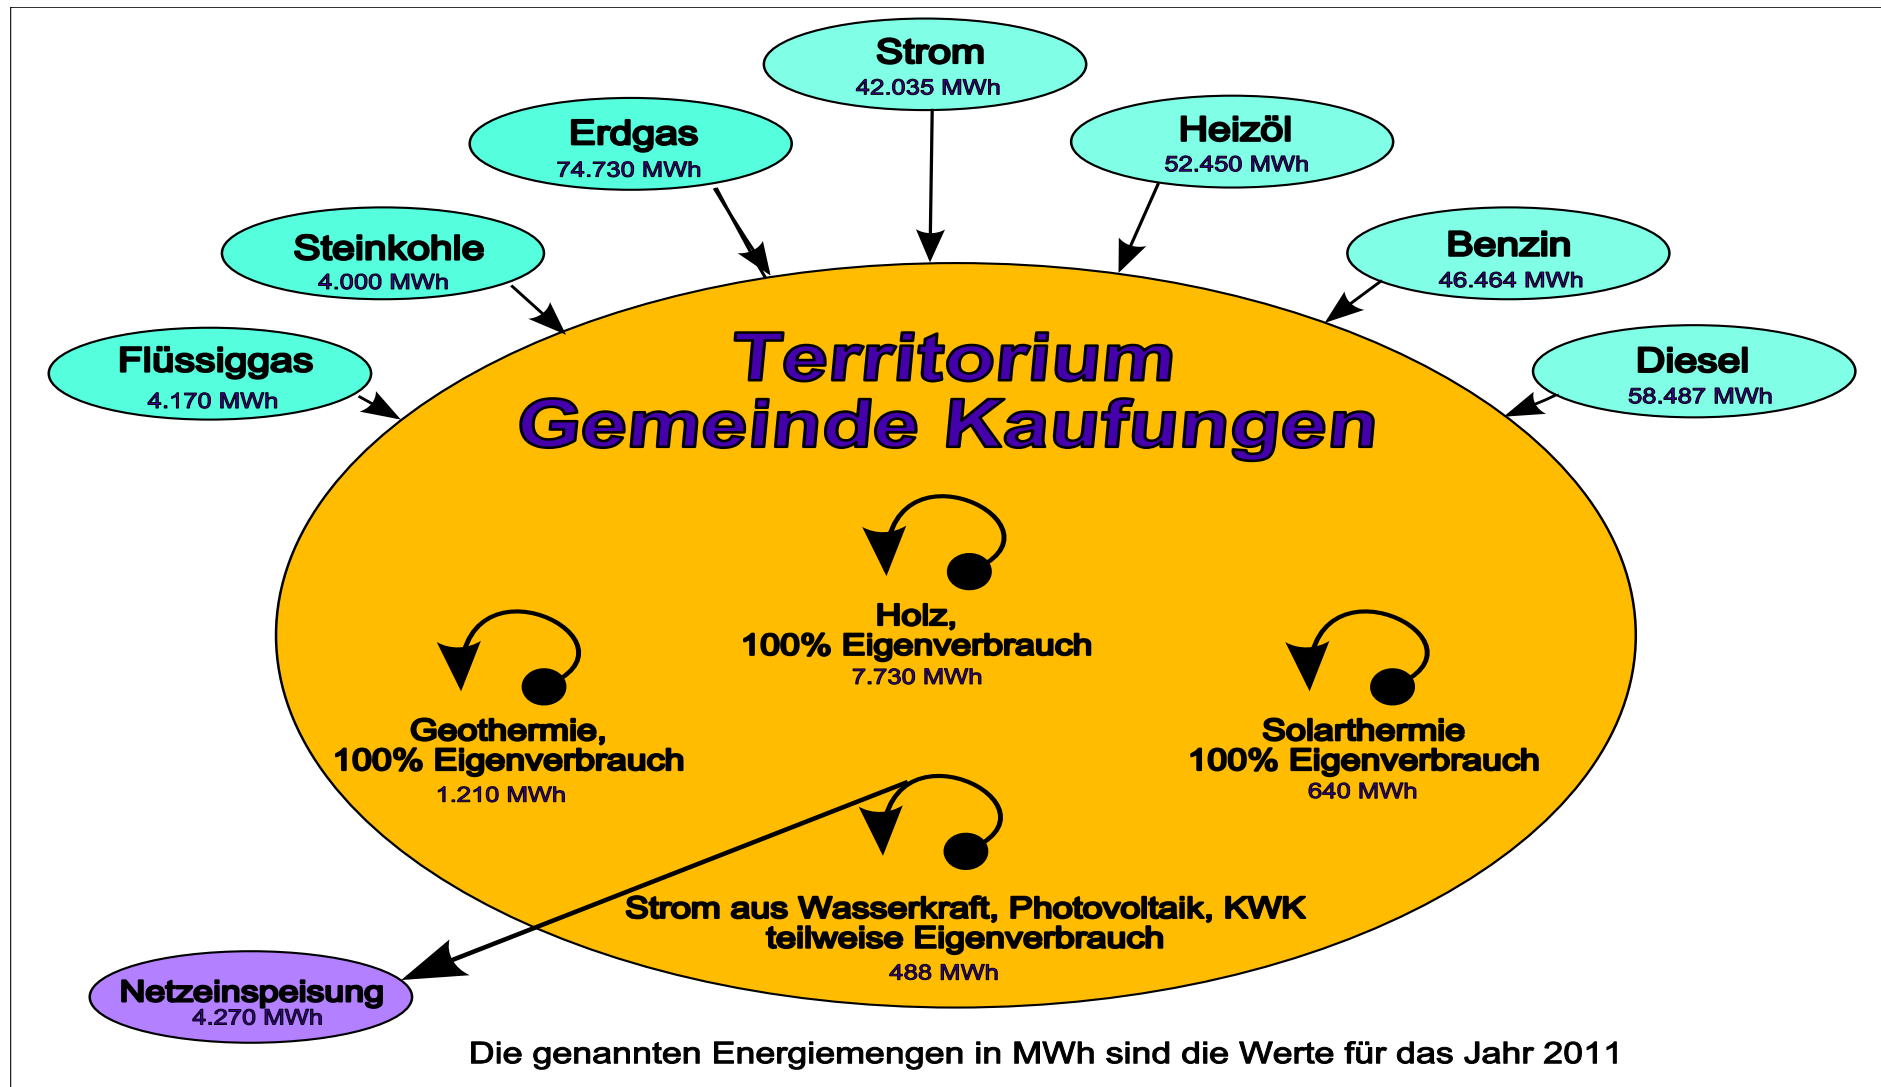 Strom
42.035 MWh
Erdgas
74.730 MWh
Heizöl
52.450 MWh
Steinkohle
4.000 MWh
Benzin
46.464 MWh
Flüssiggas
4.170 MWh
Diesel
58.487 MWh
Territorium
Gemeinde Kaufungen
Holz,
100% Eigenverbrauch
7.730 MWh
Geothermie,
100% Eigenverbrauch
1.210 MWh
Solarthermie
100% Eigenverbrauch
640 MWh
Strom aus Wasserkraft, Photovoltaik, KWK
teilweise Eigenverbrauch
488 MWh
Netzeinspeisung
4.270 MWh
Die genannten Energiemengen in MWh sind die Werte für das Jahr 2011